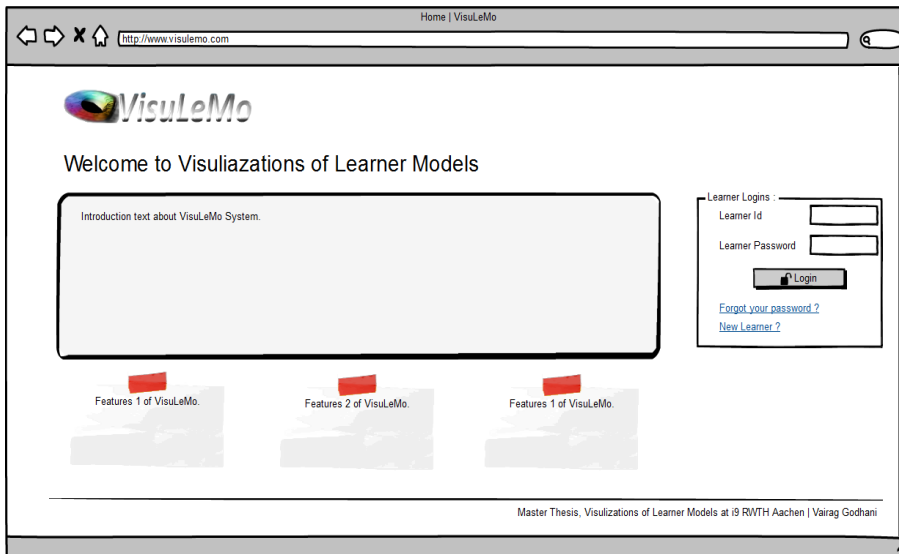 Home | VisuLeMo
http://www.visulemo.com
VisuLeMo
Welcome to Visuliazations of Learner Models
Introduction text about VisuLeMo System.
Learner Logins :
Learner Id
Learner Password
Login
Forgot your password ?
New Learner ?
Features 1 of VisuLeMo.
Features 2 of VisuLeMo.
Features 1 of VisuLeMo.
Master Thesis, Visulizations of Learner Models at i9 RWTH Aachen | Vairag Godhani